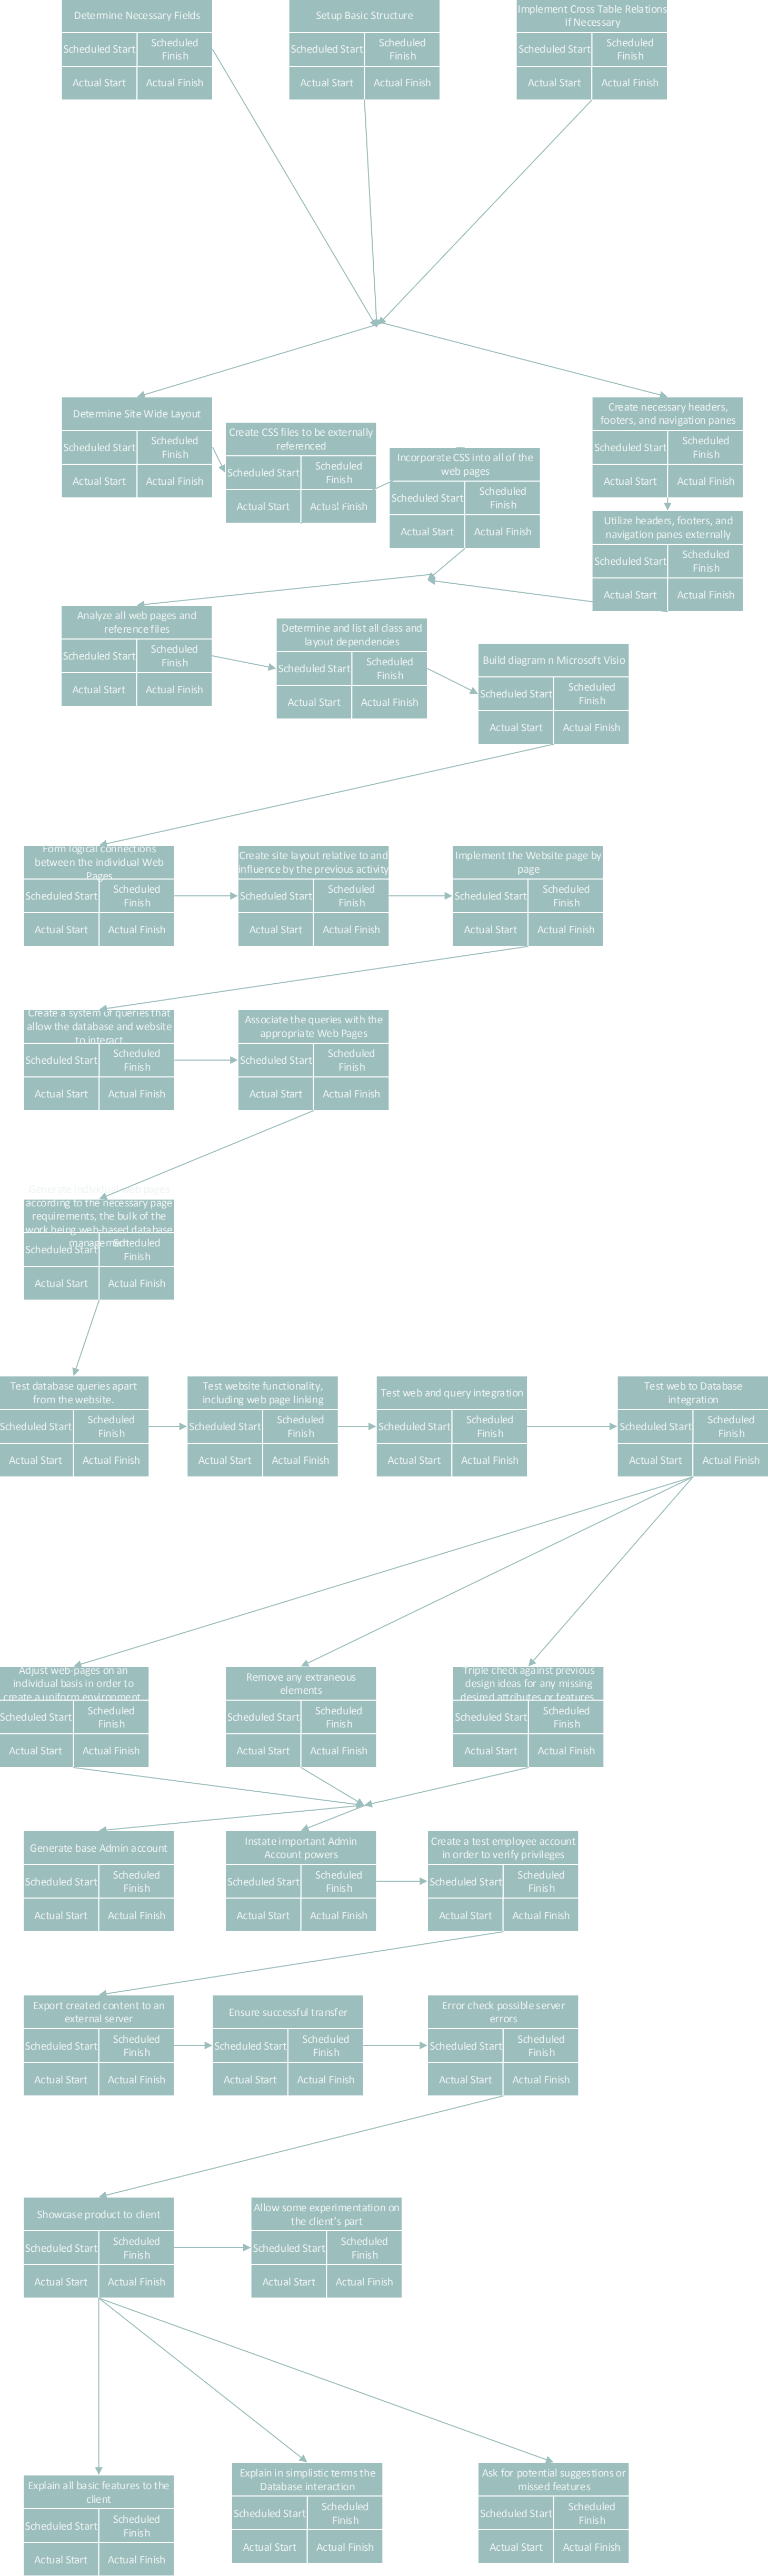 Determine Necessary Fields
Scheduled Start
Scheduled
Finish
Actual Start
Actual Finish
Setup Basic Structure
Scheduled Start
Scheduled
Finish
Actual Start
Actual Finish
Implement Cross Table Relations
If Necessary
Scheduled Start
Scheduled
Finish
Actual Start
Actual Finish
Determine Site Wide Layout
Scheduled Start
Scheduled
Finish
Actual Start
Actual Finish
Create CSS files to be externally
referenced
Scheduled Start
Scheduled
Finish
Actual Start
Actual Finish
Incorporate CSS into all of the
web pages
Scheduled Start
Scheduled
Finish
Actual Start
Actual Finish
Create necessary headers,
footers, and navigation panes
Scheduled Start
Scheduled
Finish
Actual Start
Actual Finish
Utilize headers, footers, and
navigation panes externally
Scheduled Start
Scheduled
Finish
Actual Start
Actual Finish
Analyze all web pages and
reference files
Scheduled Start
Scheduled
Finish
Actual Start
Actual Finish
Determine and list all class and
layout dependencies
Scheduled Start
Scheduled
Finish
Actual Start
Actual Finish
Build diagram n Microsoft Visio
Scheduled Start
Scheduled
Finish
Actual Start
Actual Finish
Form logical connections
between the individual Web
Pages
Scheduled Start
Scheduled
Finish
Actual Start
Actual Finish
Create site layout relative to and
influence by the previous activity
Scheduled Start
Scheduled
Finish
Actual Start
Actual Finish
Implement the Website page by
page
Scheduled Start
Scheduled
Finish
Actual Start
Actual Finish
Create a system of queries that
allow the database and website
to interact
Scheduled Start
Scheduled
Finish
Actual Start
Actual Finish
Associate the queries with the
appropriate Web Pages
Scheduled Start
Scheduled
Finish
Actual Start
Actual Finish
Generate individual web pages
according to the necessary page
requirements, the bulk of the
work being web-based database
management
Scheduled Start
Scheduled
Finish
Actual Start
Actual Finish
Test database queries apart
from the website.
Scheduled Start
Scheduled
Finish
Actual Start
Actual Finish
Test website functionality,
including web page linking
Scheduled Start
Scheduled
Finish
Actual Start
Actual Finish
Test web and query integration
Scheduled Start
Scheduled
Finish
Actual Start
Actual Finish
Test web to Database
integration
Scheduled Start
Scheduled
Finish
Actual Start
Actual Finish
Adjust web-pages on an
individual basis in order to
create a uniform environment
Scheduled Start
Scheduled
Finish
Actual Start
Actual Finish
Remove any extraneous
elements
Scheduled Start
Scheduled
Finish
Actual Start
Actual Finish
Triple check against previous
design ideas for any missing
desired attributes or features
Scheduled Start
Scheduled
Finish
Actual Start
Actual Finish
Generate base Admin account
Scheduled Start
Scheduled
Finish
Actual Start
Actual Finish
Instate important Admin
Account powers
Scheduled Start
Scheduled
Finish
Actual Start
Actual Finish
Create a test employee account
in order to verify privileges
Scheduled Start
Scheduled
Finish
Actual Start
Actual Finish
Export created content to an
external server
Scheduled Start
Scheduled
Finish
Actual Start
Actual Finish
Ensure successful transfer
Scheduled Start
Scheduled
Finish
Actual Start
Actual Finish
Error check possible server
errors
Scheduled Start
Scheduled
Finish
Actual Start
Actual Finish
Showcase product to client
Scheduled Start
Scheduled
Finish
Actual Start
Actual Finish
Allow some experimentation on
the client's part
Scheduled Start
Scheduled
Finish
Actual Start
Actual Finish
Explain all basic features to the
client
Scheduled Start
Scheduled
Finish
Actual Start
Actual Finish
Explain in simplistic terms the
Database interaction
Scheduled Start
Scheduled
Finish
Actual Start
Actual Finish
Ask for potential suggestions or
missed features
Scheduled Start
Scheduled
Finish
Actual Start
Actual Finish